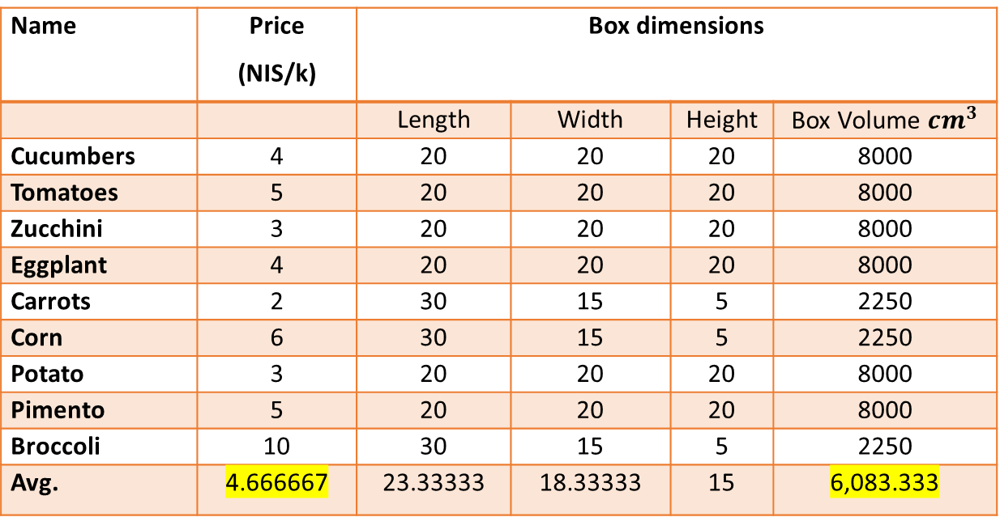 Name Price Box dimensions
(NIS/k)
Length Width Height Box Volume cm³
Cucumbers 4 20 20 20 8000
Tomatoes 5 20 20 20 8000
Zucchini 3 20 20 20 8000
Eggplant 4 20 20 20 8000
Carrots 2 30 15 5 2250
Corn 6 30 15 5 2250
Potato 3 20 20 20 8000
Pimento 5 20 20 20 8000
Broccoli 10 30 15 5 2250
Avg. 4.666667 23.33333 18.33333 15 6,083.333